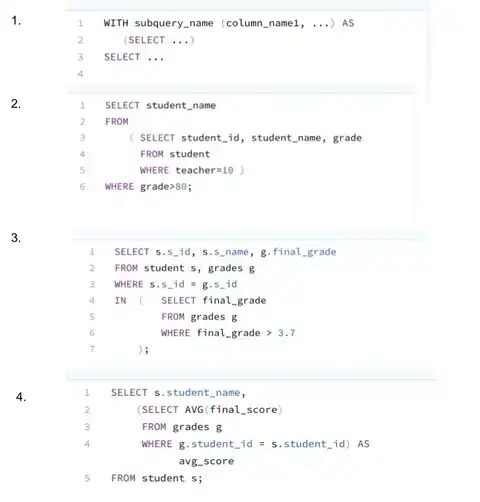 1.
1 WITH subquery_name (column_name1, ...) AS
2 (SELECT ...)
3 SELECT ...
4
2.
1 SELECT student_name
2 FROM
3 ( SELECT student_id, student_name, grade
4 FROM student
5 WHERE teacher=10 )
6 WHERE grade>80;
3.
1 SELECT s.s_id, s.s_name, g.final_grade
2 FROM student s, grades g
3 WHERE s.s_id = g.s_id
4 IN ( SELECT final_grade
5 FROM grades g
6 WHERE final_grade > 3.7
7 );
4.
1 SELECT s.student_name,
2 (SELECT AVG(final_score)
3 FROM grades g
4 WHERE g.student_id = s.student_id) AS
avg_score
5 FROM student s;